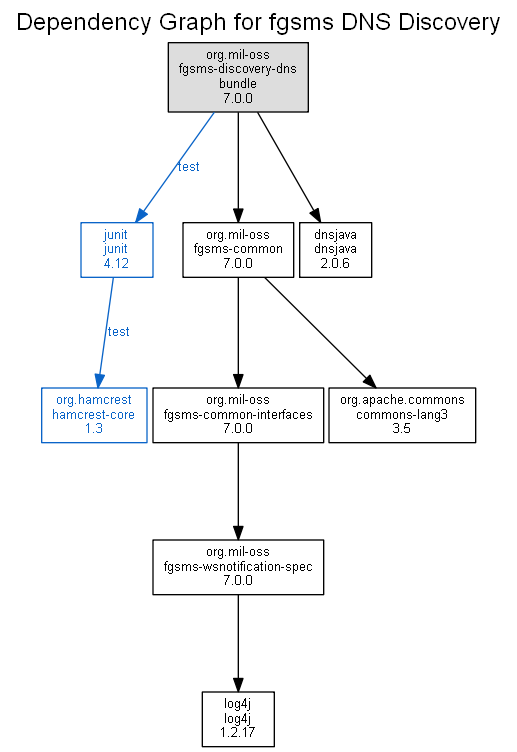 Dependency Graph for fgsms DNS Discovery
org.mil-oss
fgsms-discovery-dns
bundle
7.0.0
test
junit
junit
4.12
org.mil-oss
fgsms-common
7.0.0
dnsjava
dnsjava
2.0.6
test
org.hamcrest
hamcrest-core
1.3
org.mil-oss
fgsms-common-interfaces
7.0.0
org.apache.commons
commons-lang3
3.5
org.mil-oss
fgsms-wsnotification-spec
7.0.0
log4j
log4j
1.2.17